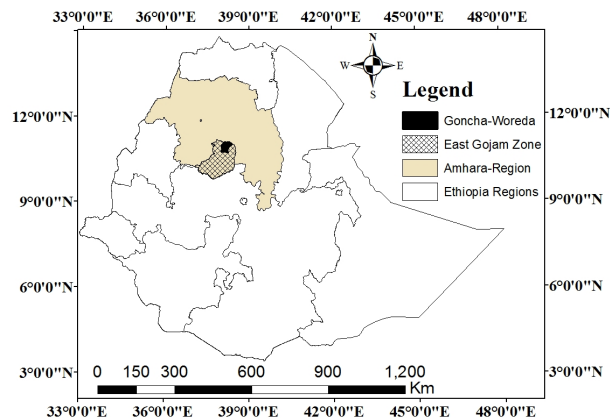 33°0'0"E 36°0'0"E 39°0'0"E 42°0'0"E 45°0'0"E 48°0'0"E
N
W E
S
Legend
Goncha-Woreda
East Gojam Zone
Amhara-Region
Ethiopia Regions
12°0'0"N 12°0'0"N
9°0'0"N 9°0'0"N
6°0'0"N 6°0'0"N
3°0'0"N 3°0'0"N
0 150 300 600 900 1,200
Km
33°0'0"E 36°0'0"E 39°0'0"E 42°0'0"E 45°0'0"E 48°0'0"E